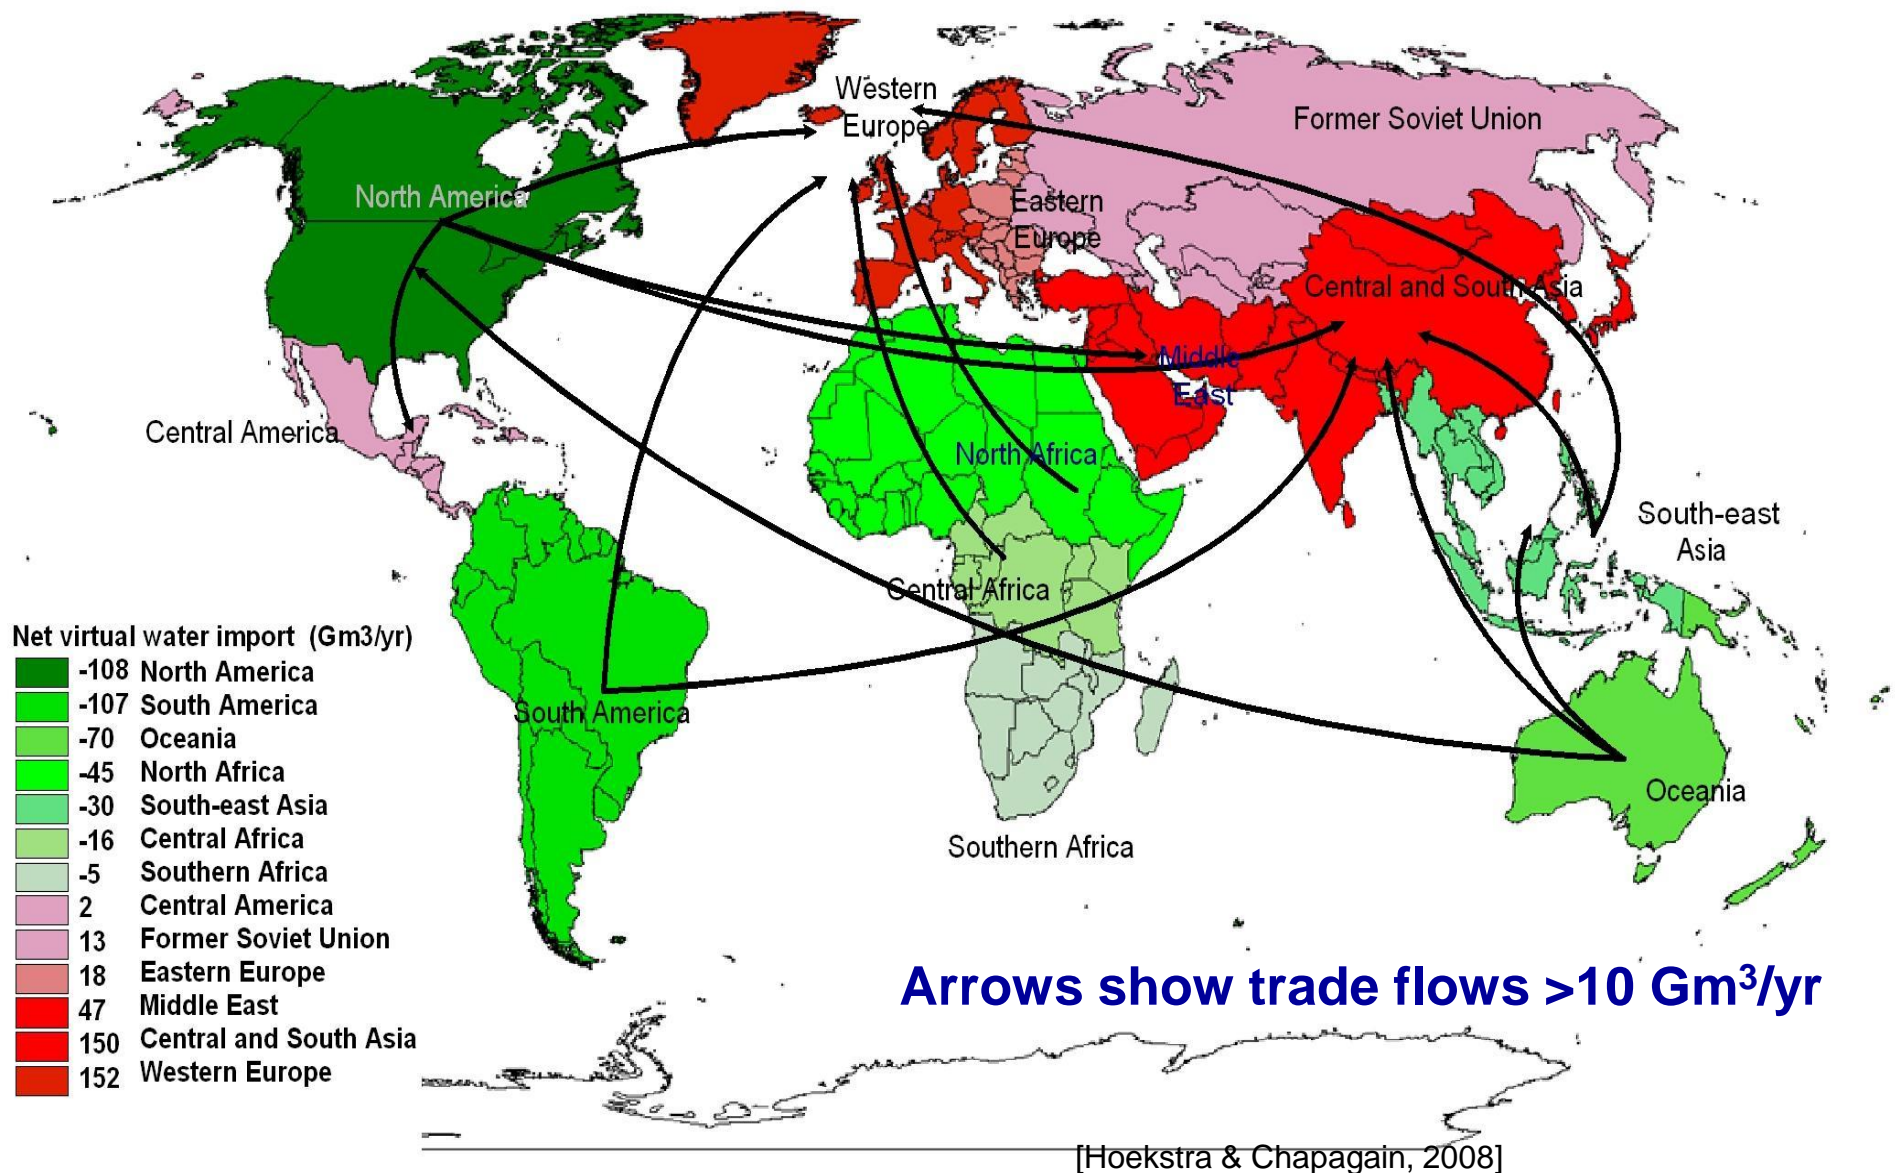 Western
Europe
Former Soviet Union
North America
Eastern
Europe
Central and South Asia
Middle
East
Central America
North Africa
South-east
Asia
Central Africa
South America
Oceania
Southern Africa
Net virtual water import (Gm3/yr)
-108 North America
-107 South America
-70 Oceania
-45 North Africa
-30 South-east Asia
-16 Central Africa
-5 Southern Africa
2 Central America
13 Former Soviet Union
18 Eastern Europe
47 Middle East
150 Central and South Asia
152 Western Europe
Arrows show trade flows >10 Gm³/yr
[Hoekstra & Chapagain, 2008]